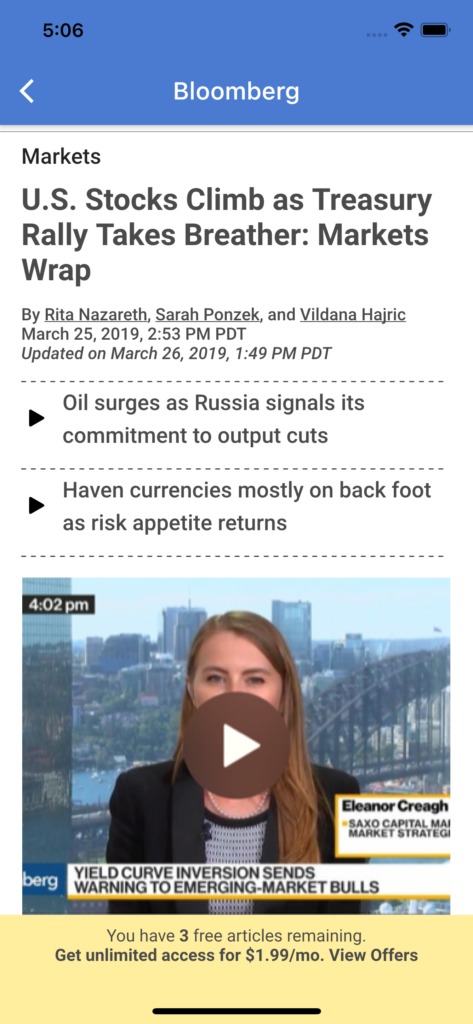 5:06
Bloomberg
Markets
U.S. Stocks Climb as Treasury
Rally Takes Breather: Markets
Wrap
By Rita Nazareth, Sarah Ponzek, and Vildana Hajric
March 25, 2019, 2:53 PM PDT
Updated on March 26, 2019, 1:49 PM PDT
Oil surges as Russia signals its
commitment to output cuts
Haven currencies mostly on back foot
as risk appetite returns
4:02 pm
Eleanor Creagh
SAXO CAPITAL MA
MARKET STRATEG
berg
YIELD CURVE INVERSION SENDS
WARNING TO EMERGING-MARKET BULLS
You have 3 free articles remaining.
Get unlimited access for $1.99/mo. View Offers